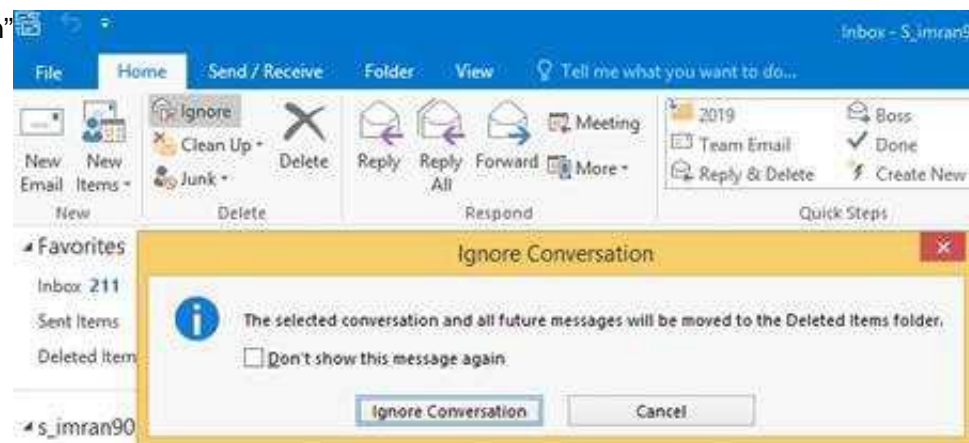 n”
Inbox - S_imran9
File Home Send / Receive Folder View Tell me what you want to do...
Ignore
Clean Up
Junk
Delete
New Email
New Items
Reply
Reply All
Forward
Meeting
More
2019
Team Email
Reply & Delete
Boss
Done
Create New
New Delete Respond Quick Steps
Favorites
Inbox 211
Sent Items
Deleted Item
s_imran90
Ignore Conversation
The selected conversation and all future messages will be moved to the Deleted Items folder.
Don't show this message again
Ignore Conversation Cancel